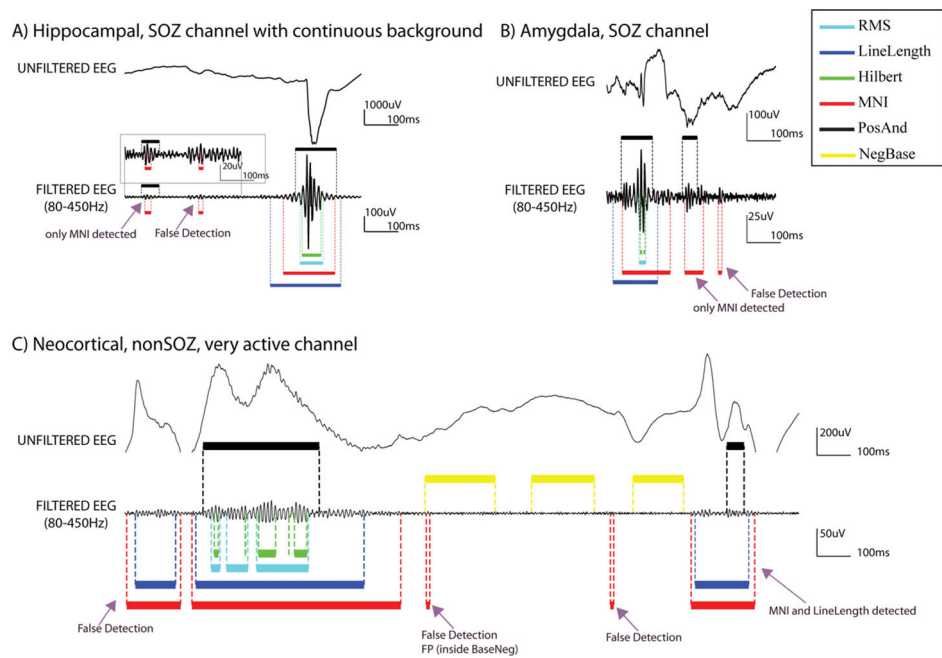 A) Hippocampal, SOZ channel with continuous background
UNFILTERED EEG
1000uV
100ms
20uV
100ms
FILTERED EEG
(80-450Hz)
only MNI detected
False Detection
100uV
100ms
B) Amygdala, SOZ channel
UNFILTERED EEG
100uV
100ms
FILTERED EEG
(80-450Hz)
25uV
100ms
False Detection
only MNI detected
RMS
LineLength
Hilbert
MNI
PosAnd
NegBase
C) Neocortical, nonSOZ, very active channel
UNFILTERED EEG
200uV
100ms
FILTERED EEG
(80-450Hz)
50uV
100ms
False Detection
False Detection
FP (inside BaseNeg)
False Detection
MNI and LineLength detected